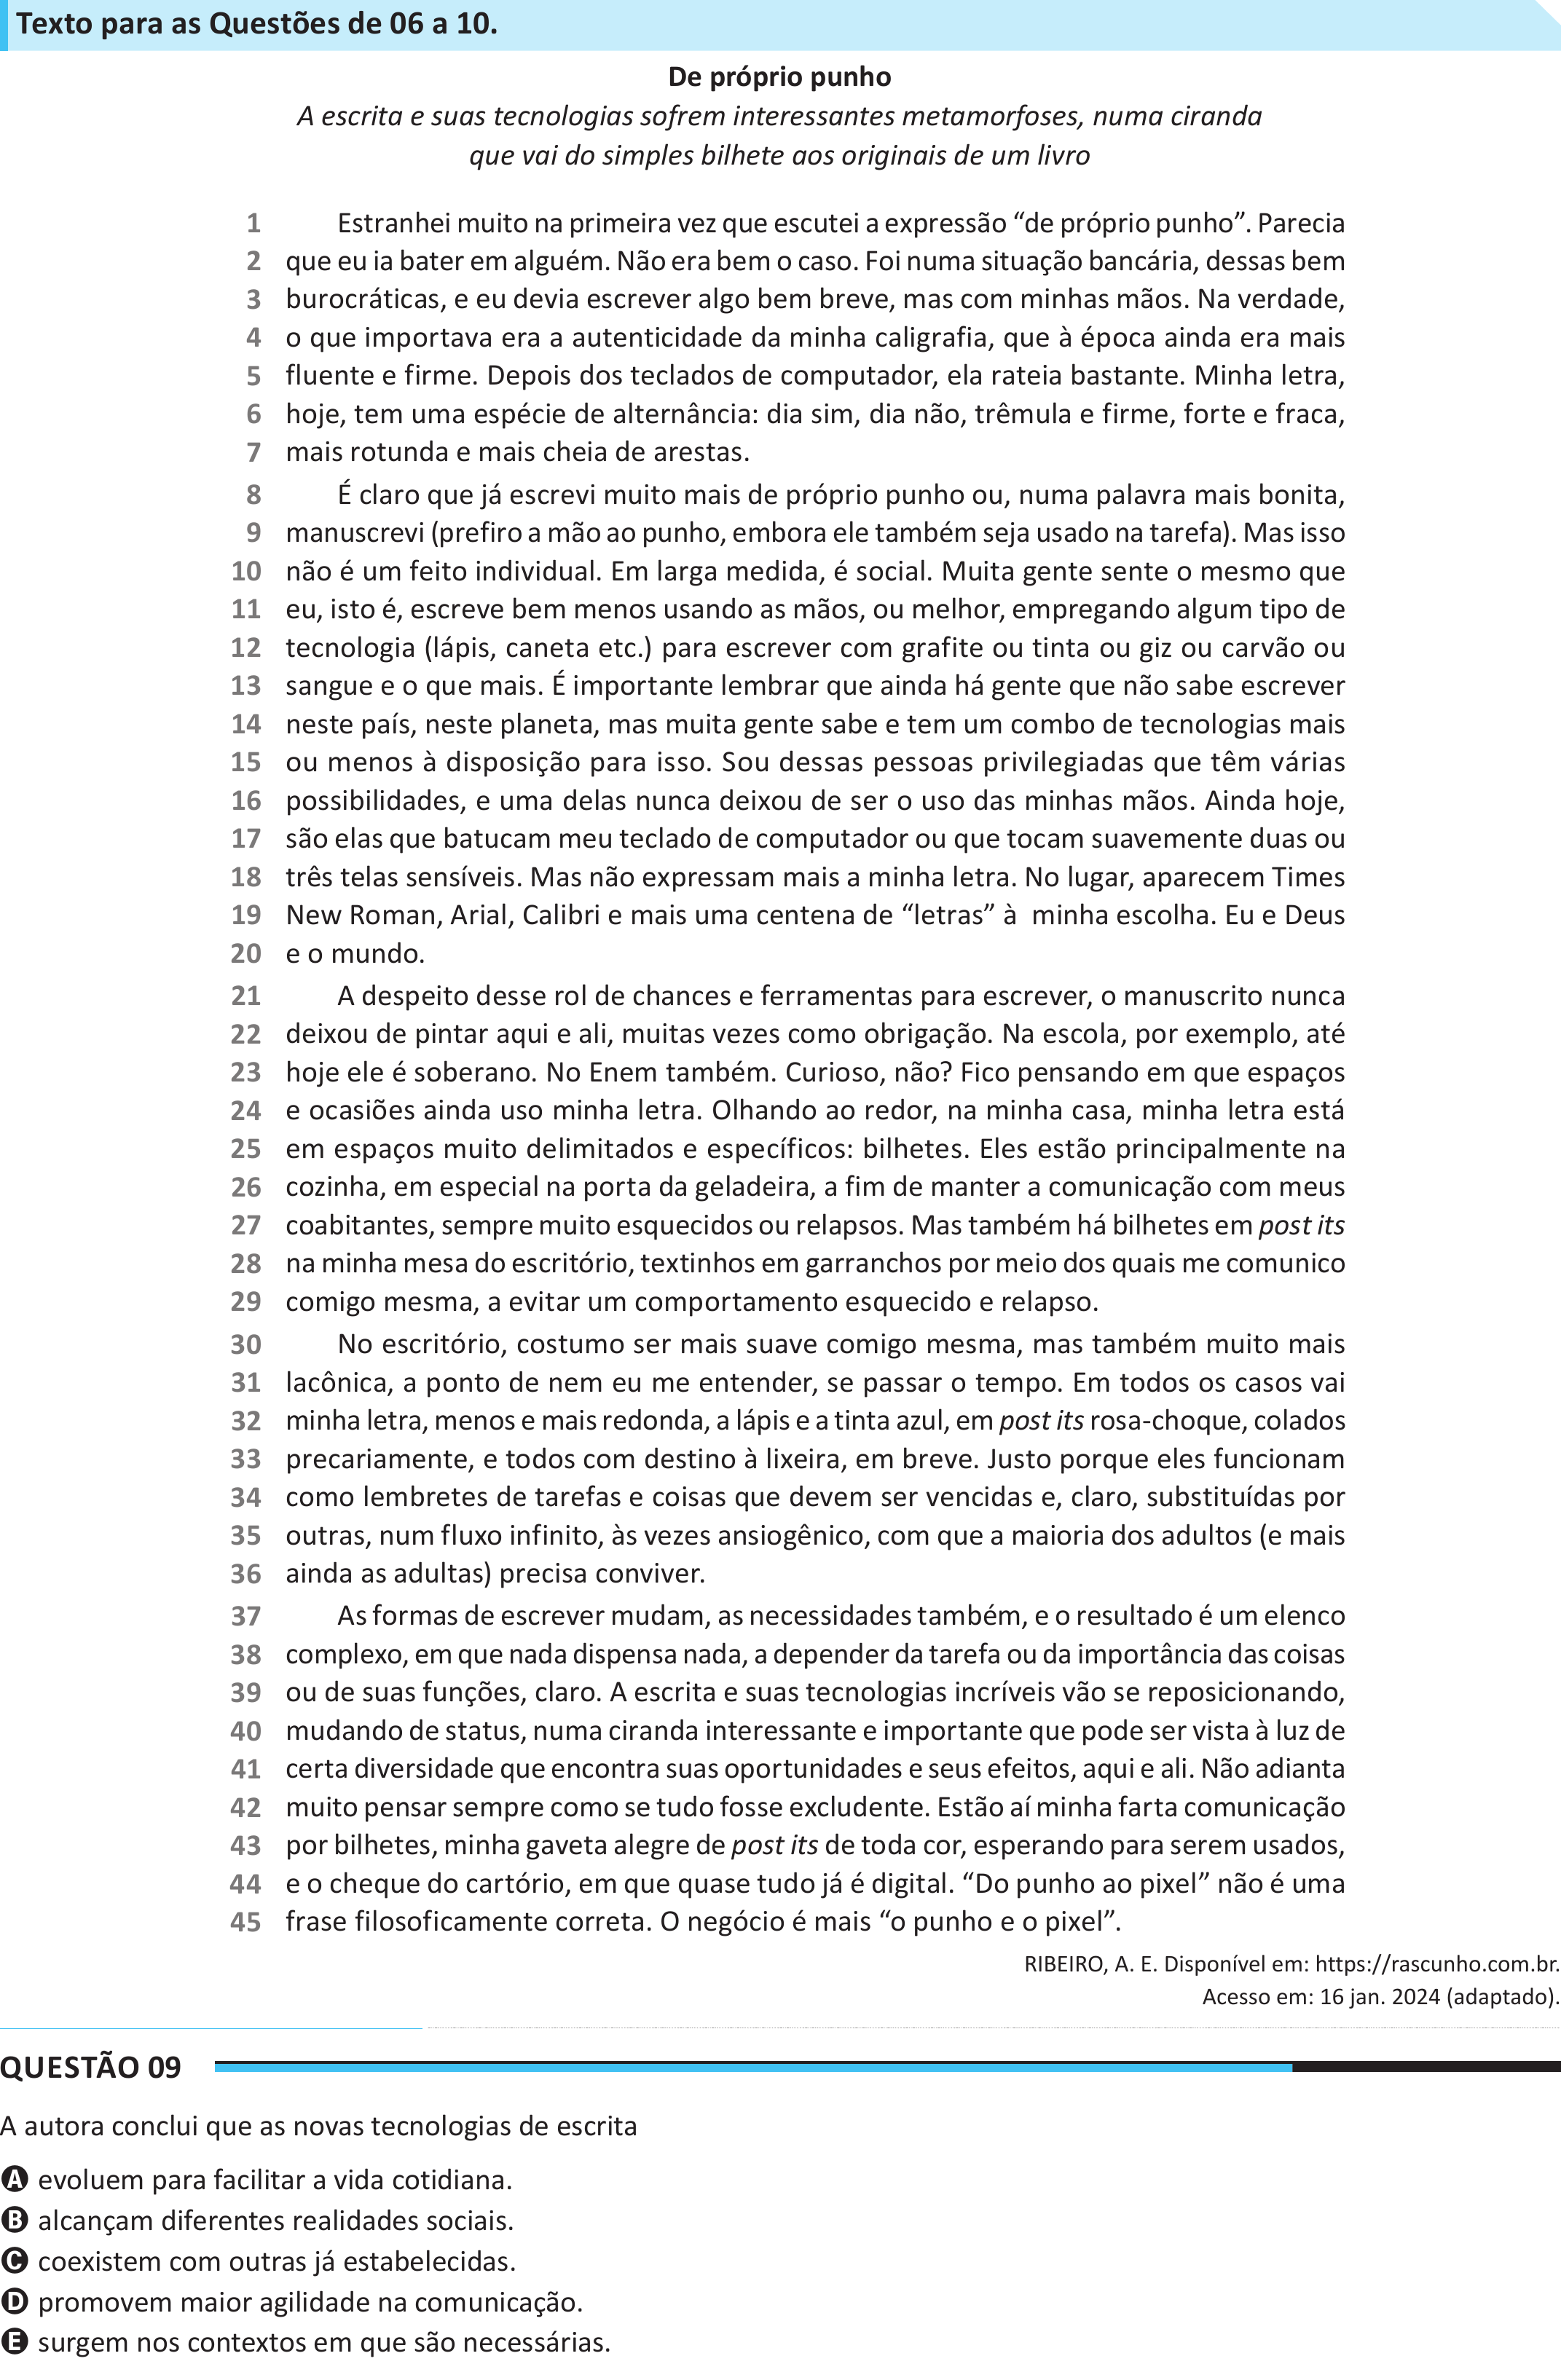 Texto para as Questões de 06 a 10.
De próprio punho
A escrita e suas tecnologias sofrem interessantes metamorfoses, numa ciranda
que vai do simples bilhete aos originais de um livro
1 Estranhei muito na primeira vez que escutei a expressão “de próprio punho”. Parecia
2 que eu ia bater em alguém. Não era bem o caso. Foi numa situação bancária, dessas bem
3 burocráticas, e eu devia escrever algo bem breve, mas com minhas mãos. Na verdade,
4 o que importava era a autenticidade da minha caligrafia, que à época ainda era mais
5 fluente e firme. Depois dos teclados de computador, ela rateia bastante. Minha letra,
6 hoje, tem uma espécie de alternância: dia sim, dia não, trêmula e firme, forte e fraca,
7 mais rotunda e mais cheia de arestas.
8 É claro que já escrevi muito mais de próprio punho ou, numa palavra mais bonita,
9 manuscrevi (prefiro a mão ao punho, embora ele também seja usado na tarefa). Mas isso
10 não é um feito individual. Em larga medida, é social. Muita gente sente o mesmo que
11 eu, isto é, escreve bem menos usando as mãos, ou melhor, empregando algum tipo de
12 tecnologia (lápis, caneta etc.) para escrever com grafite ou tinta ou giz ou carvão ou
13 sangue e o que mais. É importante lembrar que ainda há gente que não sabe escrever
14 neste país, neste planeta, mas muita gente sabe e tem um combo de tecnologias mais
15 ou menos à disposição para isso. Sou dessas pessoas privilegiadas que têm várias
16 possibilidades, e uma delas nunca deixou de ser o uso das minhas mãos. Ainda hoje,
17 são elas que batucam meu teclado de computador ou que tocam suavemente duas ou
18 três telas sensíveis. Mas não expressam mais a minha letra. No lugar, aparecem Times
19 New Roman, Arial, Calibri e mais uma centena de “letras” à minha escolha. Eu e Deus
20 e o mundo.
21 A despeito desse rol de chances e ferramentas para escrever, o manuscrito nunca
22 deixou de pintar aqui e ali, muitas vezes como obrigação. Na escola, por exemplo, até
23 hoje ele é soberano. No Enem também. Curioso, não? Fico pensando em que espaços
24 e ocasiões ainda uso minha letra. Olhando ao redor, na minha casa, minha letra está
25 em espaços muito delimitados e específicos: bilhetes. Eles estão principalmente na
26 cozinha, em especial na porta da geladeira, a fim de manter a comunicação com meus
27 coabitantes, sempre muito esquecidos ou relapsos. Mas também há bilhetes em post its
28 na minha mesa do escritório, textinhos em garranchos por meio dos quais me comunico
29 comigo mesma, a evitar um comportamento esquecido e relapso.
30 No escritório, costumo ser mais suave comigo mesma, mas também muito mais
31 lacônica, a ponto de nem eu me entender, se passar o tempo. Em todos os casos vai
32 minha letra, menos e mais redonda, a lápis e a tinta azul, em post its rosa-choque, colados
33 precariamente, e todos com destino à lixeira, em breve. Justo porque eles funcionam
34 como lembretes de tarefas e coisas que devem ser vencidas e, claro, substituídas por
35 outras, num fluxo infinito, às vezes ansiogênico, com que a maioria dos adultos (e mais
36 ainda as adultas) precisa conviver.
37 As formas de escrever mudam, as necessidades também, e o resultado é um elenco
38 complexo, em que nada dispensa nada, a depender da tarefa ou da importância das coisas
39 ou de suas funções, claro. A escrita e suas tecnologias incríveis vão se reposicionando,
40 mudando de status, numa ciranda interessante e importante que pode ser vista à luz de
41 certa diversidade que encontra suas oportunidades e seus efeitos, aqui e ali. Não adianta
42 muito pensar sempre como se tudo fosse excludente. Estão aí minha farta comunicação
43 por bilhetes, minha gaveta alegre de post its de toda cor, esperando para serem usados,
44 e o cheque do cartório, em que quase tudo já é digital. “Do punho ao pixel” não é uma
45 frase filosoficamente correta. O negócio é mais “o punho e o pixel”.
RIBEIRO, A. E. Disponível em: https://rascunho.com.br.
Acesso em: 16 jan. 2024 (adaptado).
QUESTÃO 09
A autora conclui que as novas tecnologias de escrita
A evoluem para facilitar a vida cotidiana.
B alcançam diferentes realidades sociais.
C coexistem com outras já estabelecidas.
D promovem maior agilidade na comunicação.
E surgem nos contextos em que são necessárias.